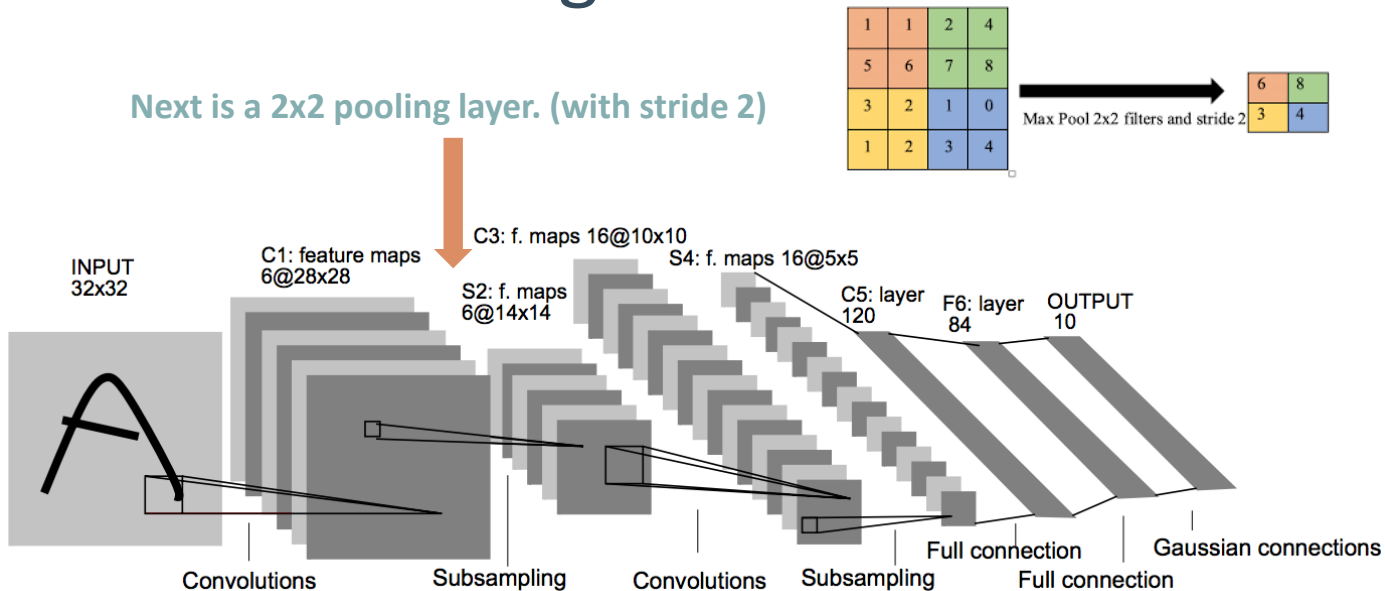 1 1 2 4
5 6 7 8
3 2 1 0
1 2 3 4
Max Pool 2x2 filters and stride 2
6 8
3 4
Next is a 2x2 pooling layer. (with stride 2)
INPUT
32x32
C1: feature maps
6@28x28
S2: f. maps
6@14x14
C3: f. maps 16@10x10
S4: f. maps 16@5x5
C5: layer
120
F6: layer
84
OUTPUT
10
Convolutions
Subsampling
Convolutions
Subsampling
Full connection
Full connection
Gaussian connections